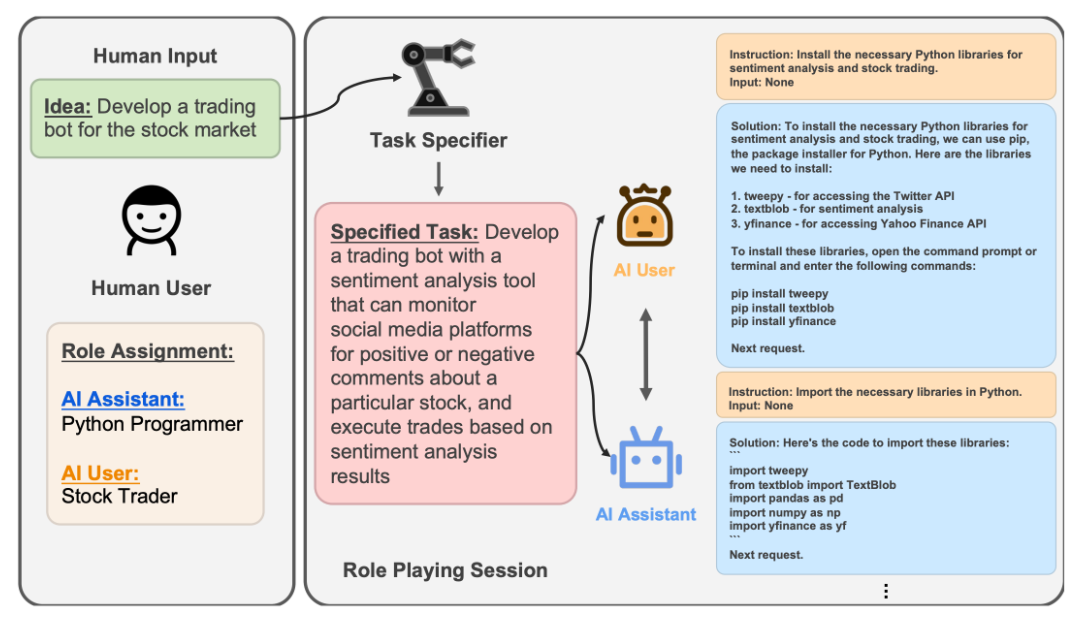 Human Input
Idea: Develop a trading
bot for the stock market
Human User
Role Assignment:
AI Assistant:
Python Programmer
AI User:
Stock Trader
Task Specifier
Specified Task: Develop
a trading bot with a
sentiment analysis tool
that can monitor
social media platforms
for positive or negative
comments about a
particular stock, and
execute trades based on
sentiment analysis
results
AI User
AI Assistant
Role Playing Session
Instruction: Install the necessary Python libraries for
sentiment analysis and stock trading.
Input: None
Solution: To install the necessary Python libraries for
sentiment analysis and stock trading, we can use pip,
the package installer for Python. Here are the libraries
we need to install:
1. tweepy - for accessing the Twitter API
2. textblob - for sentiment analysis
3. yfinance - for accessing Yahoo Finance API
To install these libraries, open the command prompt or
terminal and enter the following commands:
pip install tweepy
pip install textblob
pip install yfinance
Next request.
Instruction: Import the necessary libraries in Python.
Input: None
Solution: Here's the code to import these libraries:
```
import tweepy
from textblob import TextBlob
import pandas as pd
import numpy as np
import yfinance as yf
```
Next request.
⋮